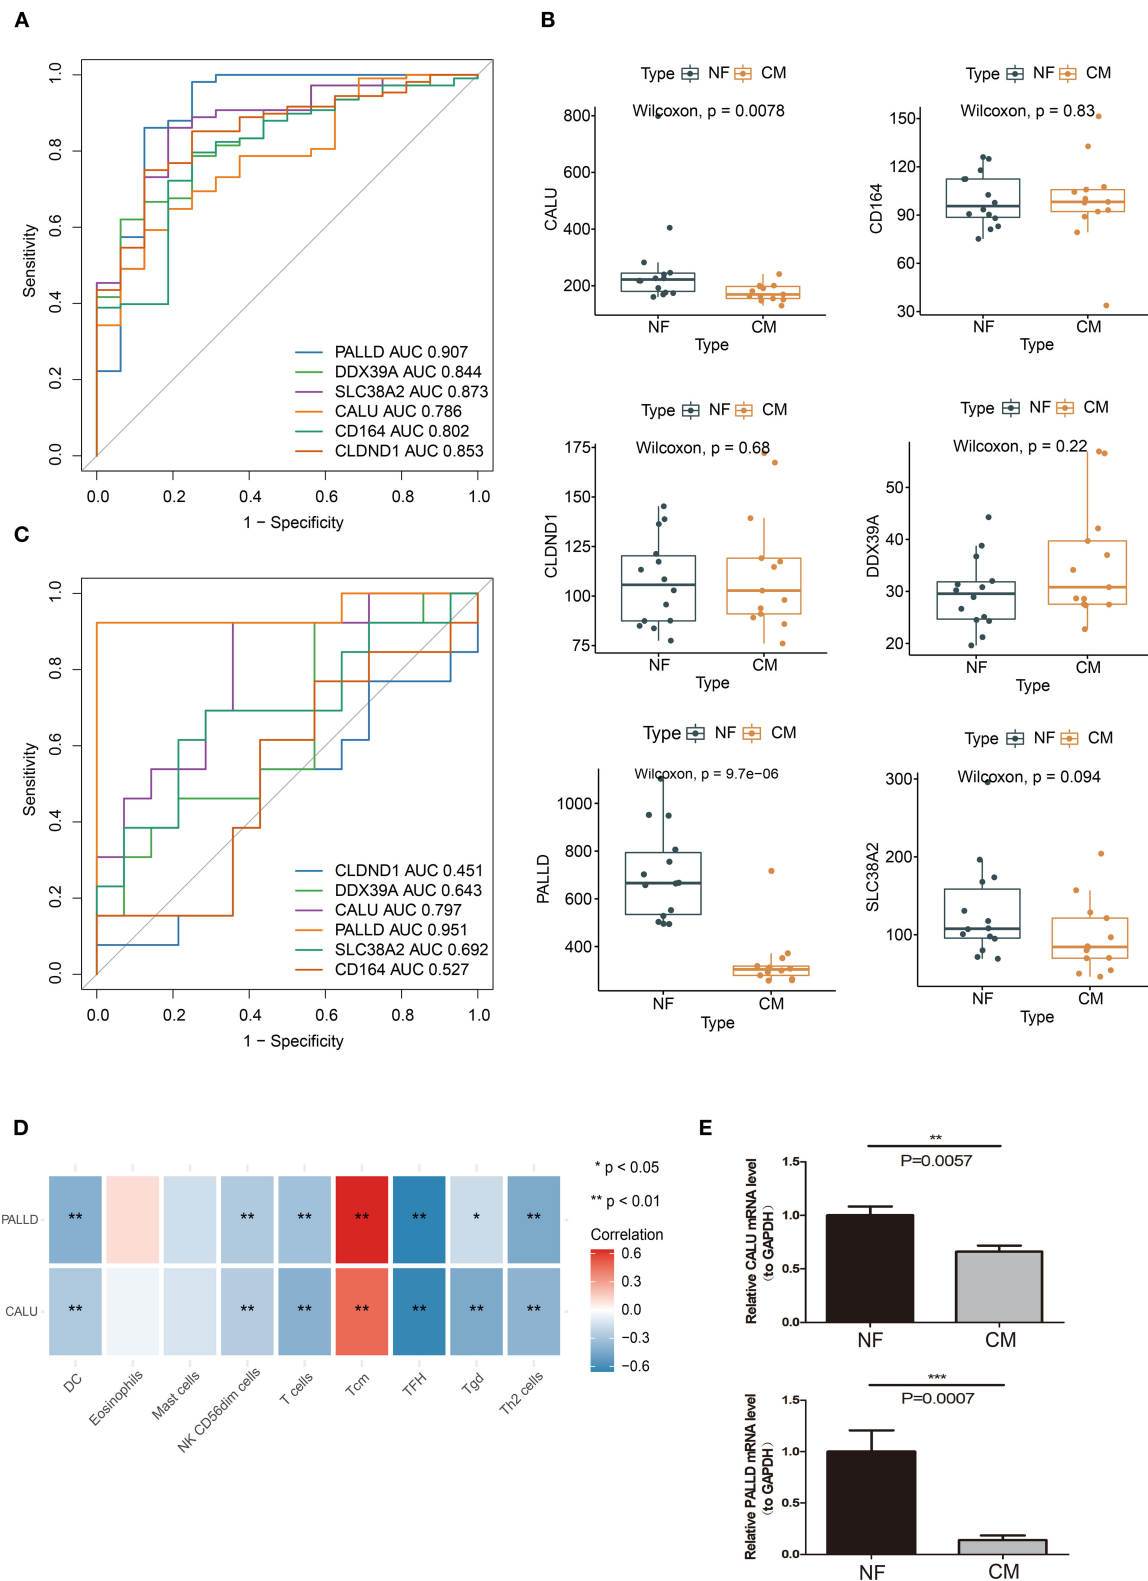 A
1.0
0.8
0.6
0.4
0.2
0.0
Sensitivity
PALLD AUC 0.907
DDX39A AUC 0.844
SLC38A2 AUC 0.873
CALU AUC 0.786
CD164 AUC 0.802
CLDND1 AUC 0.853
0.0 0.2 0.4 0.6 0.8 1.0
1 − Specificity
B
Type NF CM
Wilcoxon, p = 0.0078
800
600
400
200
CALU
NF CM
Type
Type NF CM
Wilcoxon, p = 0.83
150
120
90
60
30
CD164
NF CM
Type
Type NF CM
Wilcoxon, p = 0.68
175
150
125
100
75
CLDND1
NF CM
Type
Type NF CM
Wilcoxon, p = 0.22
50
40
30
20
DDX39A
NF CM
Type
Type NF CM
Wilcoxon, p = 9.7e−06
1000
800
600
400
PALLD
NF CM
Type
Type NF CM
Wilcoxon, p = 0.094
300
200
100
SLC38A2
NF CM
Type
C
1.0
0.8
0.6
0.4
0.2
0.0
Sensitivity
CLDND1 AUC 0.451
DDX39A AUC 0.643
CALU AUC 0.797
PALLD AUC 0.951
SLC38A2 AUC 0.692
CD164 AUC 0.527
0.0 0.2 0.4 0.6 0.8 1.0
1 − Specificity
D
PALLD
** ** ** ** ** * **
CALU
** ** ** ** ** ** **
DC
Eosinophils
Mast cells
NK CD56dim cells
T cells
Tcm
TFH
Tgd
Th2 cells
* p < 0.05
** p < 0.01
Correlation
0.6
0.3
0.0
−0.3
−0.6
E
**
P=0.0057
1.5
1.0
0.5
0.0
Relative CALU mRNA level
(to GAPDH)
NF CM
***
P=0.0007
1.5
1.0
0.5
0.0
Relative PALLD mRNA level
(to GAPDH)
NF CM